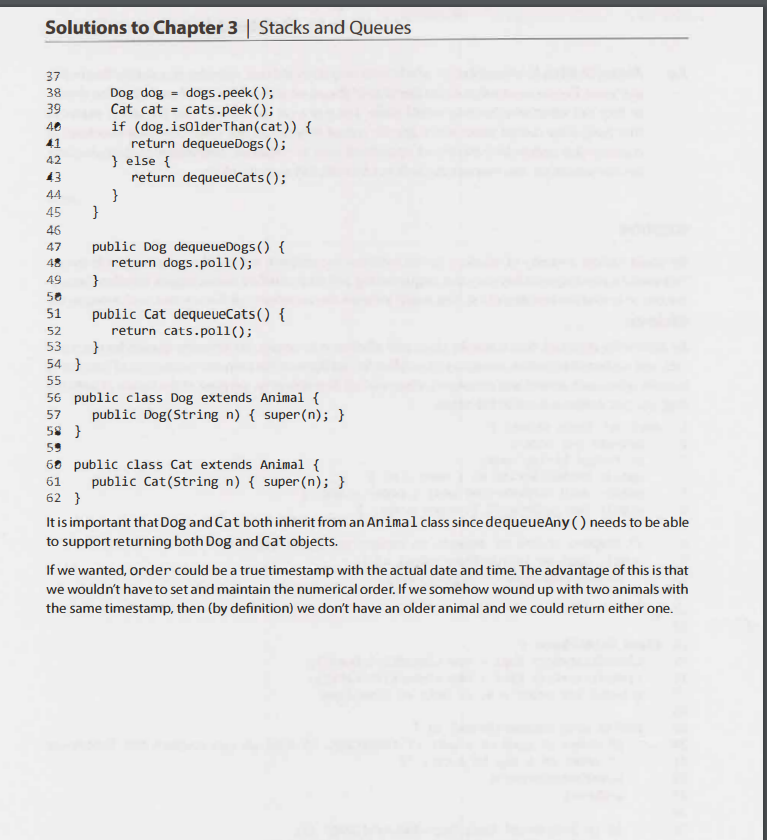 Solutions to Chapter 3 | Stacks and Queues
37
38 Dog dog = dogs.peek();
39 Cat cat = cats.peek();
40 if (dog.isOlderThan(cat)) {
41 return dequeueDogs();
42 } else {
43 return dequeueCats();
44 }
45 }
46
47 public Dog dequeueDogs() {
48 return dogs.poll();
49 }
50
51 public Cat dequeueCats() {
52 return cats.poll();
53 }
54 }
55
56 public class Dog extends Animal {
57 public Dog(String n) { super(n); }
58 }
59
60 public class Cat extends Animal {
61 public Cat(String n) { super(n); }
62 }
It is important that Dog and Cat both inherit from an Animal class since dequeueAny() needs to be able
to support returning both Dog and Cat objects.
If we wanted, order could be a true timestamp with the actual date and time. The advantage of this is that
we wouldn't have to set and maintain the numerical order. If we somehow wound up with two animals with
the same timestamp, then (by definition) we don't have an older animal and we could return either one.